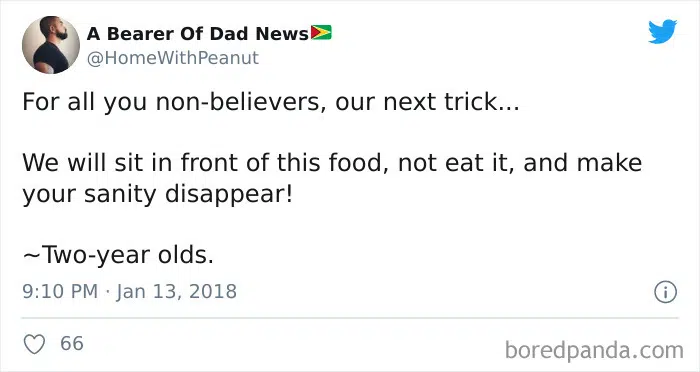 A Bearer Of Dad News🇬🇾
@HomeWithPeanut
For all you non-believers, our next trick...
We will sit in front of this food, not eat it, and make
your sanity disappear!
~Two-year olds.
9:10 PM · Jan 13, 2018
66
boredpanda.com